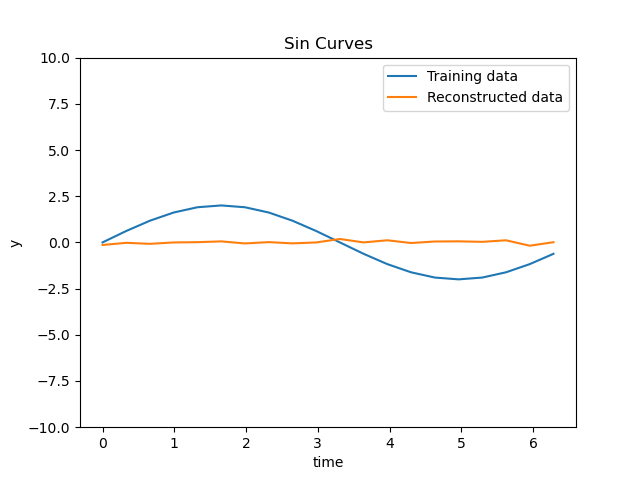 Sin Curves
Training data
Reconstructed data
10.0
7.5
5.0
2.5
0.0
−2.5
−5.0
−7.5
−10.0
y
0 1 2 3 4 5 6
time